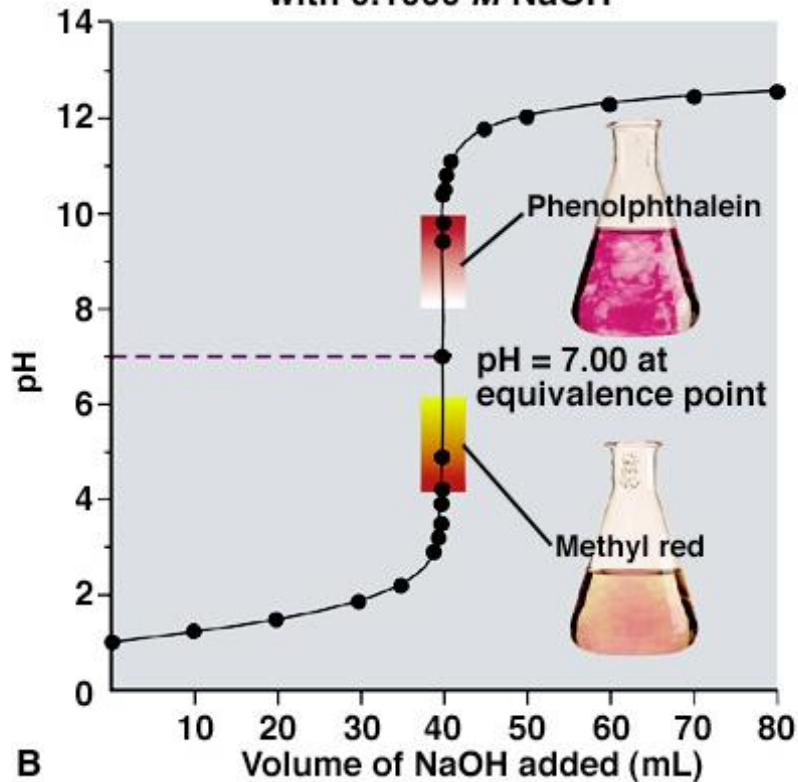 14
12
10
8
6
4
2
0
pH
Phenolphthalein
pH = 7.00 at
equivalence point
Methyl red
10 20 30 40 50 60 70 80
B
Volume of NaOH added (mL)